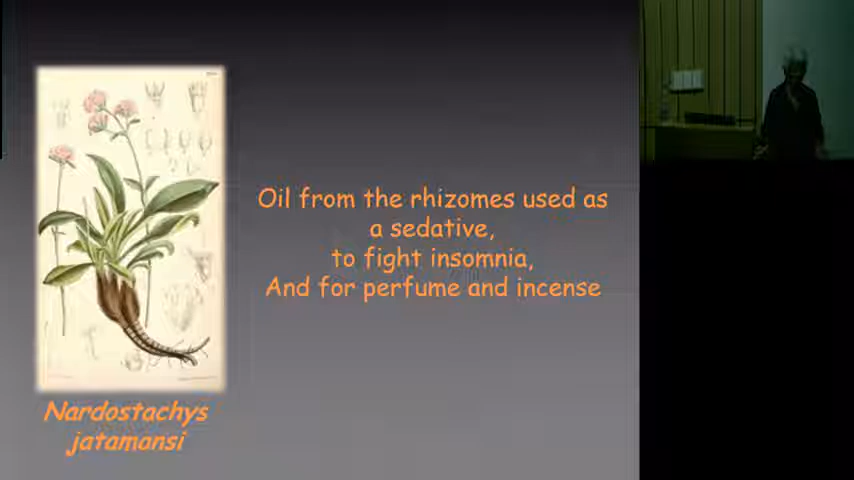 Oil from the rhizomes used as
a sedative,
to fight insomnia,
And for perfume and incense
Nardostachys
jatamansi